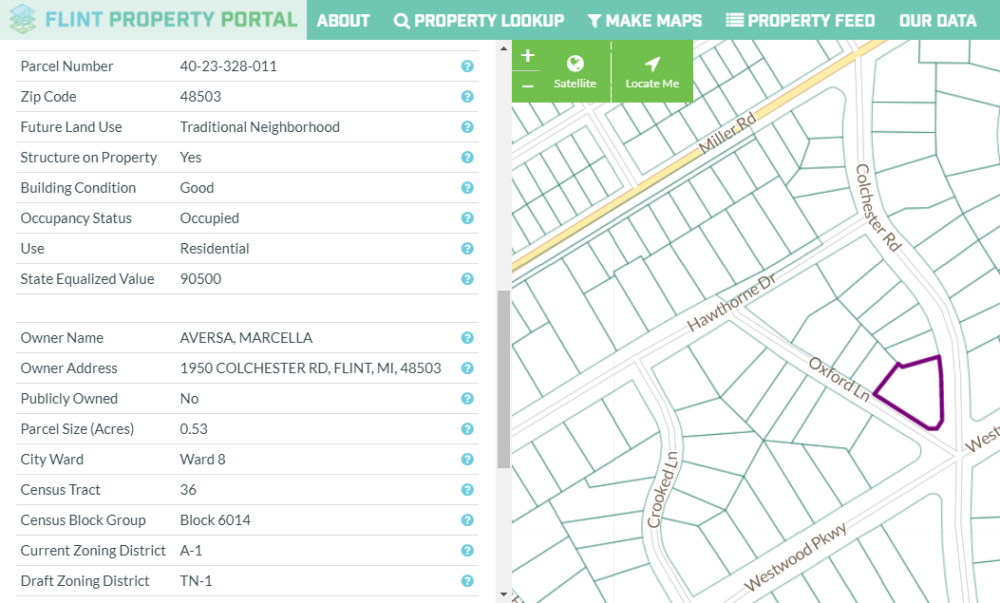 FLINT PROPERTY PORTAL
ABOUT
PROPERTY LOOKUP
MAKE MAPS
PROPERTY FEED
OUR DATA
Parcel Number 40-23-328-011
Zip Code 48503
Future Land Use Traditional Neighborhood
Structure on Property Yes
Building Condition Good
Occupancy Status Occupied
Use Residential
State Equalized Value 90500
Owner Name AVERSA, MARCELLA
Owner Address 1950 COLCHESTER RD, FLINT, MI, 48503
Publicly Owned No
Parcel Size (Acres) 0.53
City Ward Ward 8
Census Tract 36
Census Block Group Block 6014
Current Zoning District A-1
Draft Zoning District TN-1
+
−
Satellite
Locate Me
Miller Rd
Colchester Rd
Hawthorne Dr
Oxford Ln
West
Crooked Ln
Westwood Pkwy